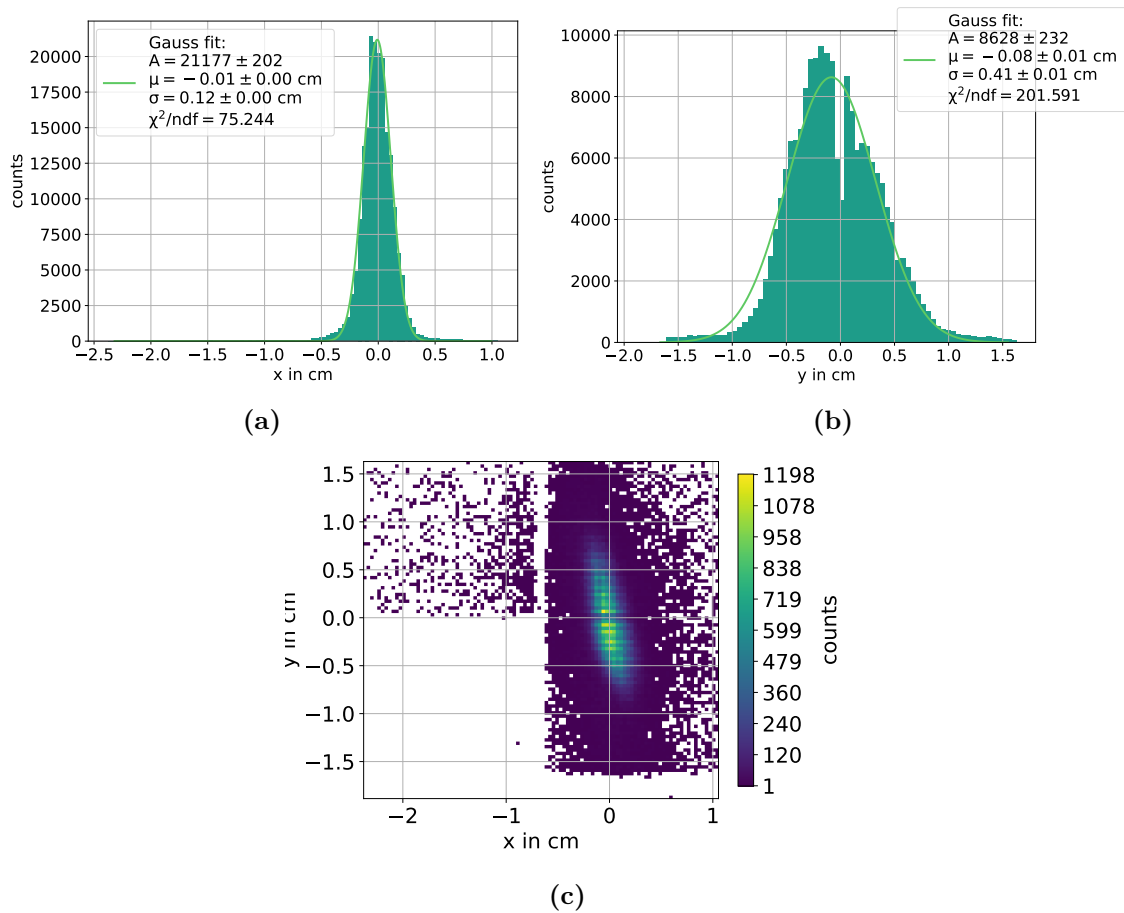 Gauss fit:
A = 21177 ± 202
μ = −0.01 ± 0.00 cm
σ = 0.12 ± 0.00 cm
χ²/ndf = 75.244
20000
17500
15000
12500
10000
7500
5000
2500
0
counts
−2.5 −2.0 −1.5 −1.0 −0.5 0.0 0.5 1.0
x in cm
(a)
Gauss fit:
A = 8628 ± 232
μ = −0.08 ± 0.01 cm
σ = 0.41 ± 0.01 cm
χ²/ndf = 201.591
10000
8000
6000
4000
2000
0
counts
−2.0 −1.5 −1.0 −0.5 0.0 0.5 1.0 1.5
y in cm
(b)
1.5
1.0
0.5
0.0
−0.5
−1.0
−1.5
y in cm
−2 −1 0 1
x in cm
1198
1078
958
838
719
599
479
360
240
120
1
counts
(c)